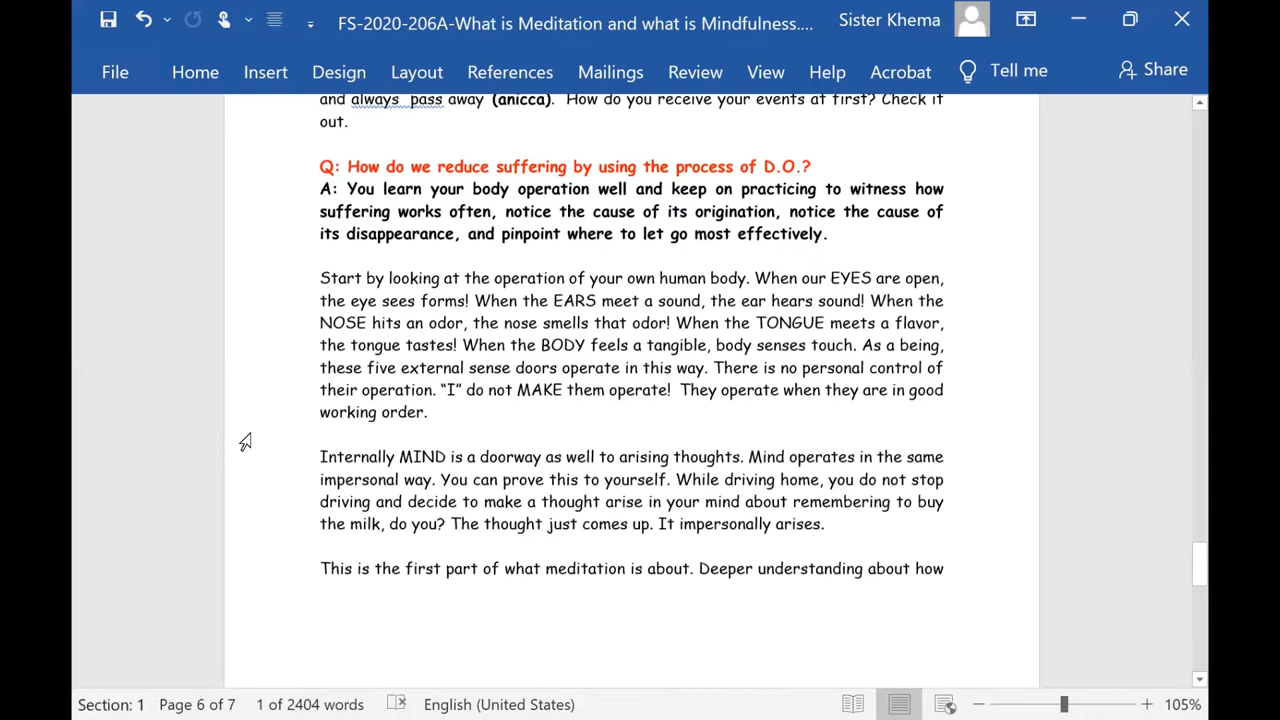 FS-2020-206A-What is Meditation and what is Mindfulness....
Sister Khema
File Home Insert Design Layout References Mailings Review View Help Acrobat Tell me Share
and always pass away (anicca). How do you receive your events at first? Check it
out.
Q: How do we reduce suffering by using the process of D.O.?
A: You learn your body operation well and keep on practicing to witness how
suffering works often, notice the cause of its origination, notice the cause of
its disappearance, and pinpoint where to let go most effectively.
Start by looking at the operation of your own human body. When our EYES are open,
the eye sees forms! When the EARS meet a sound, the ear hears sound! When the
NOSE hits an odor, the nose smells that odor! When the TONGUE meets a flavor,
the tongue tastes! When the BODY feels a tangible, body senses touch. As a being,
these five external sense doors operate in this way. There is no personal control of
their operation. “I” do not MAKE them operate! They operate when they are in good
working order.
Internally MIND is a doorway as well to arising thoughts. Mind operates in the same
impersonal way. You can prove this to yourself. While driving home, you do not stop
driving and decide to make a thought arise in your mind about remembering to buy
the milk, do you? The thought just comes up. It impersonally arises.
This is the first part of what meditation is about. Deeper understanding about how
Section: 1 Page 6 of 7 1 of 2404 words English (United States) 105%